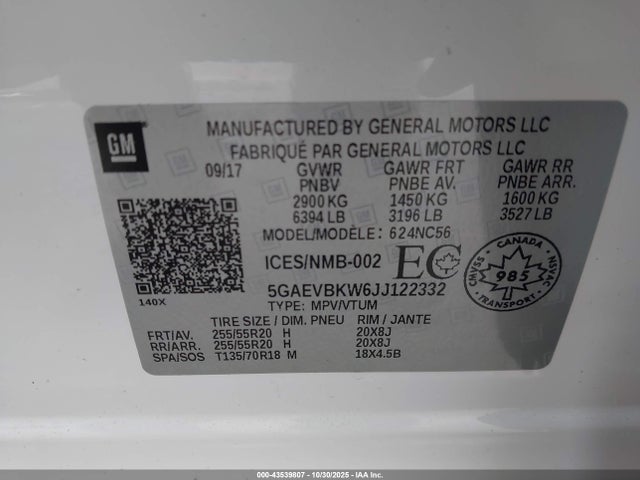 GM
MANUFACTURED BY GENERAL MOTORS LLC
FABRIQUÉ PAR GENERAL MOTORS LLC
09/17 GVWR GAWR FRT GAWR RR
PNBV PNBE AV. PNBE ARR.
2900 KG 1450 KG 1600 KG
6394 LB 3196 LB 3527 LB
MODEL/MODÈLE: 624NC56
ICES/NMB-002 EC
CANADA
CMVSS 985 NSVAC
TRANSPORT
5GAEVBKW6JJ122332
140X
TYPE: MPV/VTUM
TIRE SIZE / DIM. PNEU RIM / JANTE
FRT/AV. 255/55R20 H 20X8J
RR/ARR. 255/55R20 H 20X8J
SPA/SOS T135/70R18 M 18X4.5B
000-43539807 - 10/30/2025 - IAA Inc.